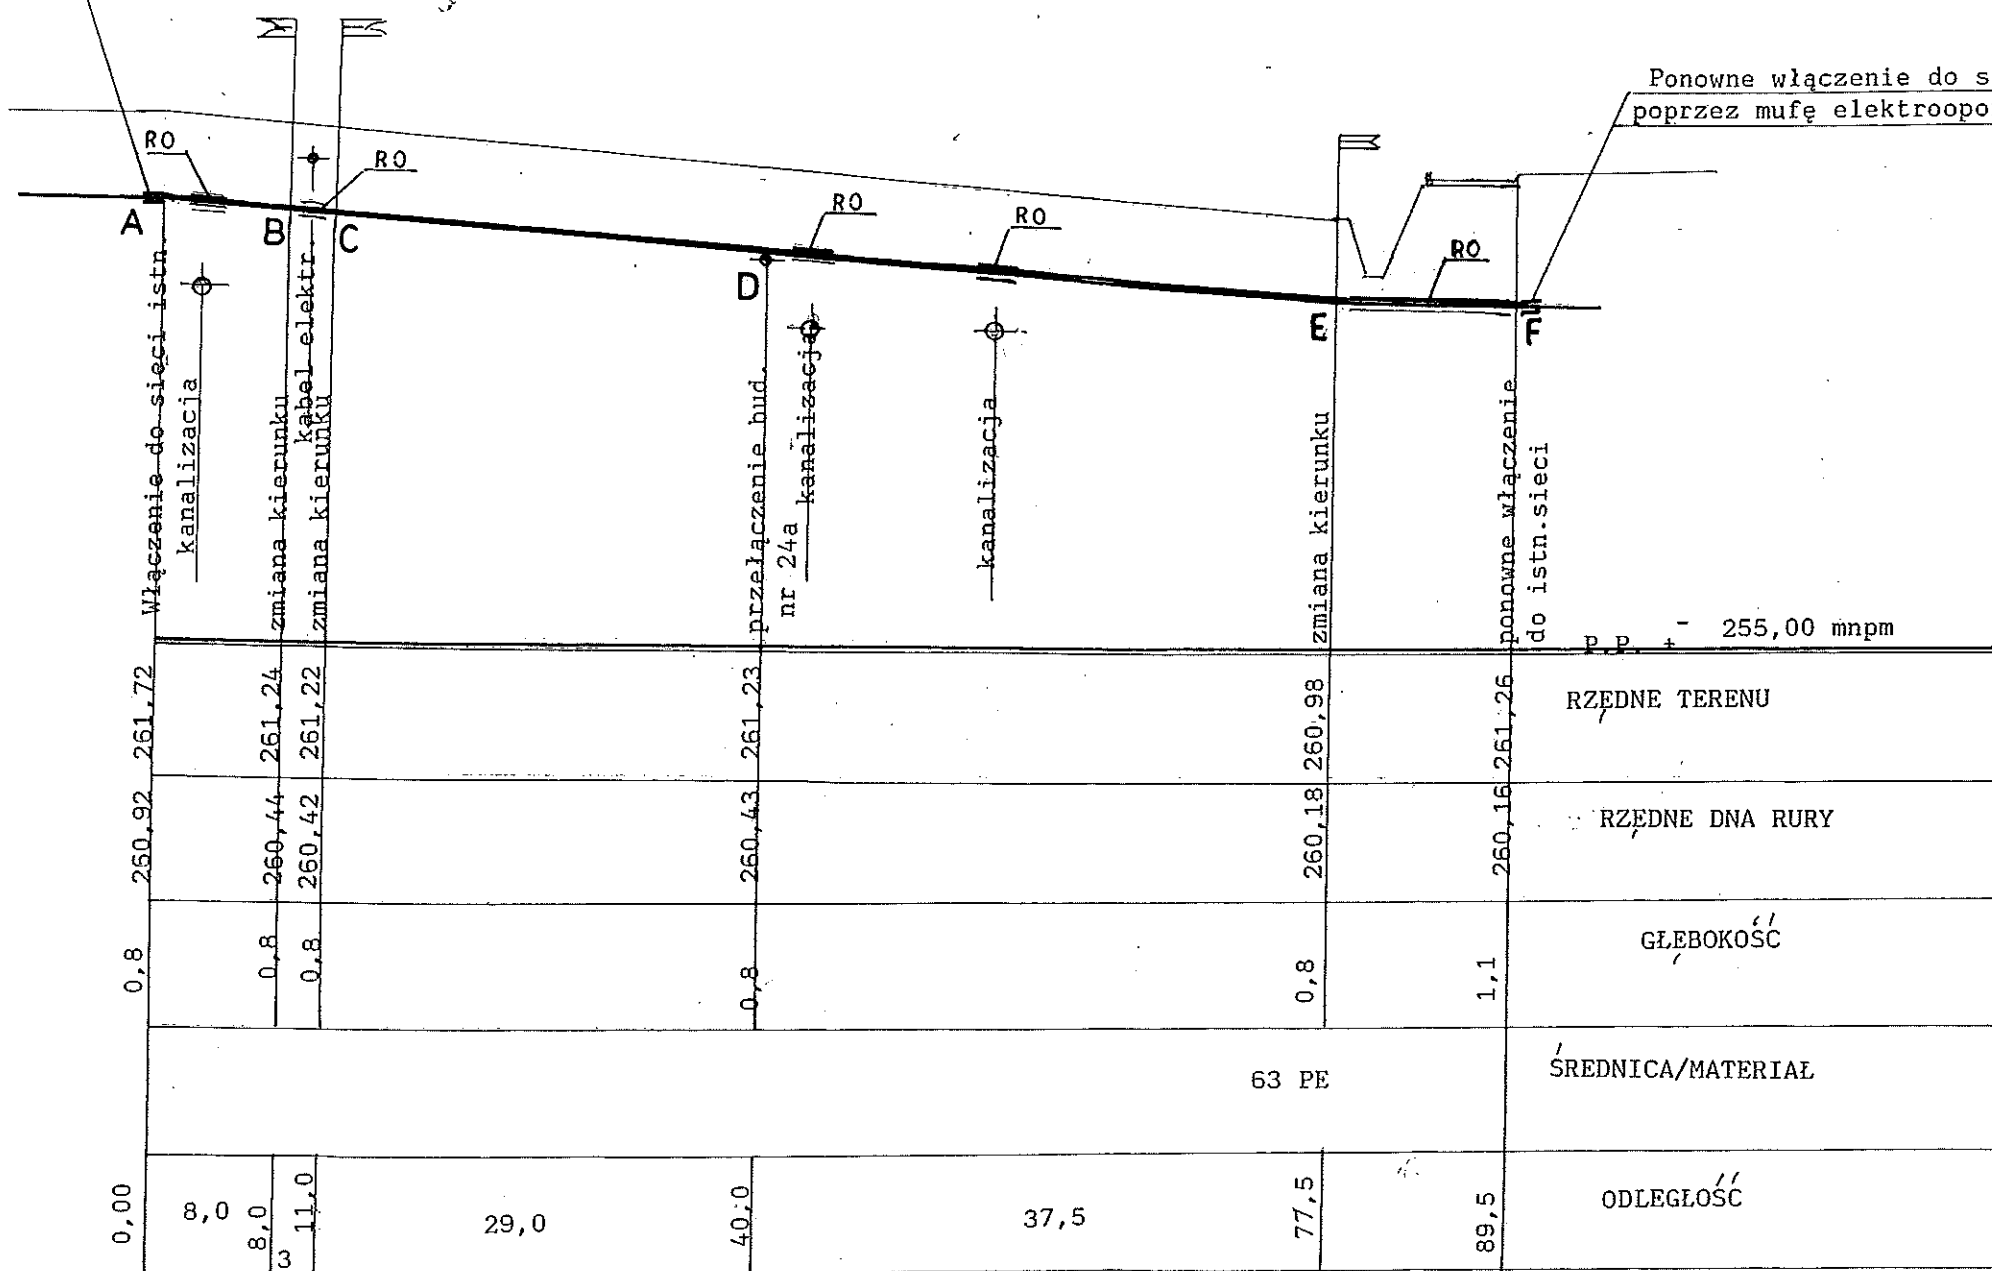 Ponowne włączenie do s
poprzez mufę elektroopo
RO
RO
RO
RO
RO
A
B
C
D
E
F
Włączenie do sieci istn.
kanalizacja
zmiana kierunku
kabel elektr.
zmiana kierunku
przełączenie bud.
nr 24a
kanalizacja
kanalizacja
zmiana kierunku
ponowne włączenie
do istn.sieci
P.P. + 255,00 mnpm
261,72
261,24
261,22
261,23
260,98
261,26
RZĘDNE TERENU
260,92
260,44
260,42
260,43
260,18
260,16
RZĘDNE DNA RURY
0,8
0,8
0,8
0,8
0,8
1,1
GŁĘBOKOŚĆ
63 PE
ŚREDNICA/MATERIAŁ
0,00
8,0
8,0
3
11,0
29,0
40,0
37,5
77,5
89,5
ODLEGŁOŚĆ